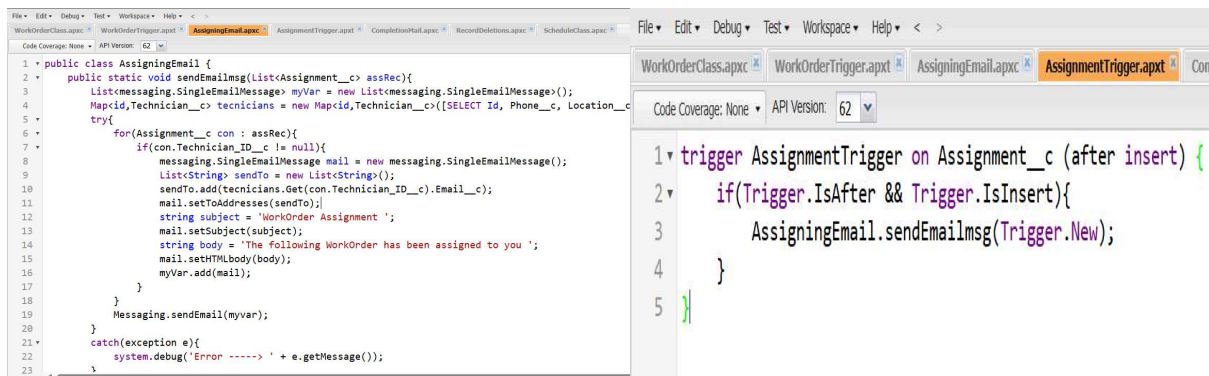 File Edit Debug Test Workspace Help < >
WorkOrderClass.apxc WorkOrderTrigger.apxt AssigningEmail.apxc AssignmentTrigger.apxt CompletionMail.apxc RecordDeletions.apxc ScheduleClass.apxc
Code Coverage: None API Version: 62
1 public class AssigningEmail {
2 public static void sendEmailmsg(List<Assignment__c> assRec){
3 List<messaging.SingleEmailMessage> myVar = new List<messaging.SingleEmailMessage>();
4 Map<id,Technician__c> tecnicians = new Map<id,Technician__c>([SELECT Id, Phone__c, Location__c
5 try{
6 for(Assignment__c con : assRec){
7 if(con.Technician_ID__c != null){
8 messaging.SingleEmailMessage mail = new messaging.SingleEmailMessage();
9 List<String> sendTo = new List<String>();
10 sendTo.add(tecnicians.Get(con.Technician_ID__c).Email__c);
11 mail.setToAddresses(sendTo);
12 string subject = 'WorkOrder Assignment ';
13 mail.setSubject(subject);
14 string body = 'The following WorkOrder has been assigned to you ';
15 mail.setHTMLbody(body);
16 myVar.add(mail);
17 }
18 }
19 Messaging.sendEmail(myvar);
20 }
21 catch(exception e){
22 system.debug('Error -----> ' + e.getMessage());
23 }
File Edit Debug Test Workspace Help < >
WorkOrderClass.apxc WorkOrderTrigger.apxt AssigningEmail.apxc AssignmentTrigger.apxt Con
Code Coverage: None API Version: 62
1 trigger AssignmentTrigger on Assignment__c (after insert) {
2 if(Trigger.IsAfter && Trigger.IsInsert){
3 AssigningEmail.sendEmailmsg(Trigger.New);
4 }
5 }